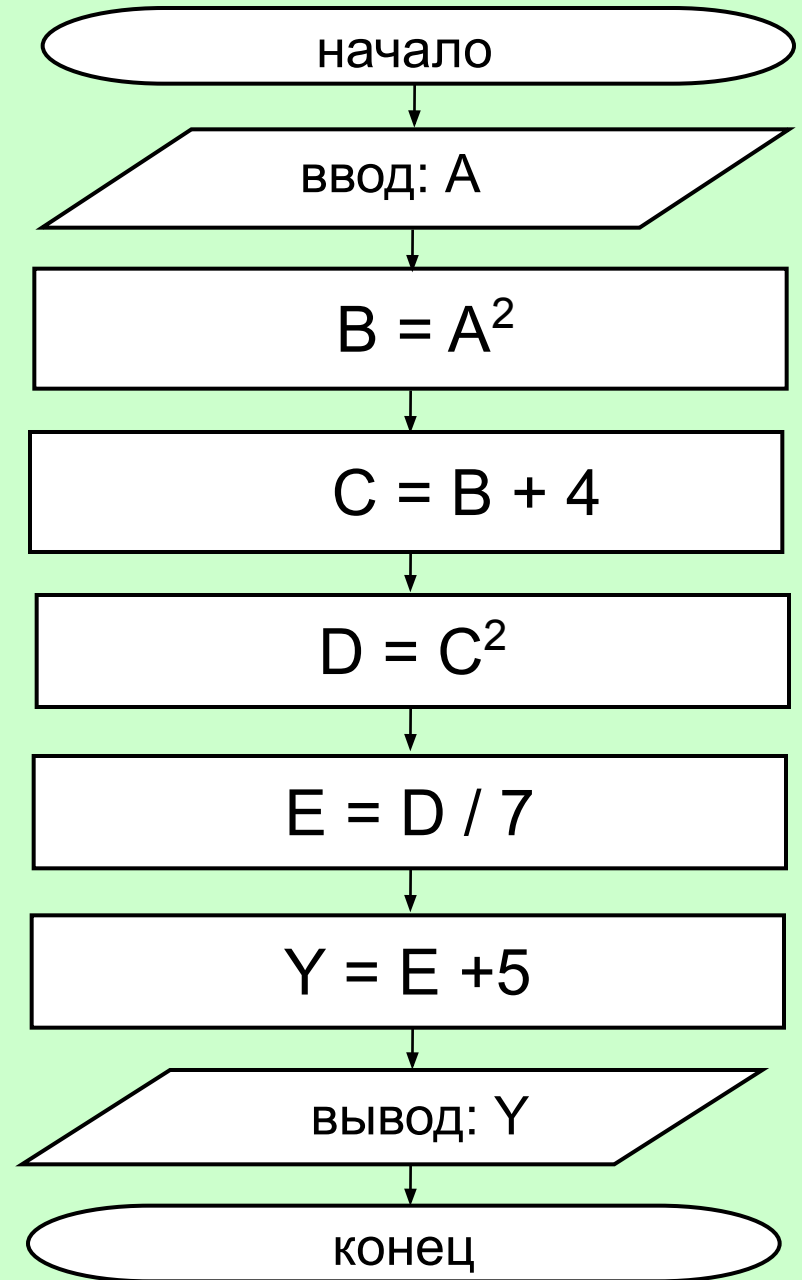 начало
ввод: A
B = A²
C = B + 4
D = C²
E = D / 7
Y = E +5
вывод: Y
конец